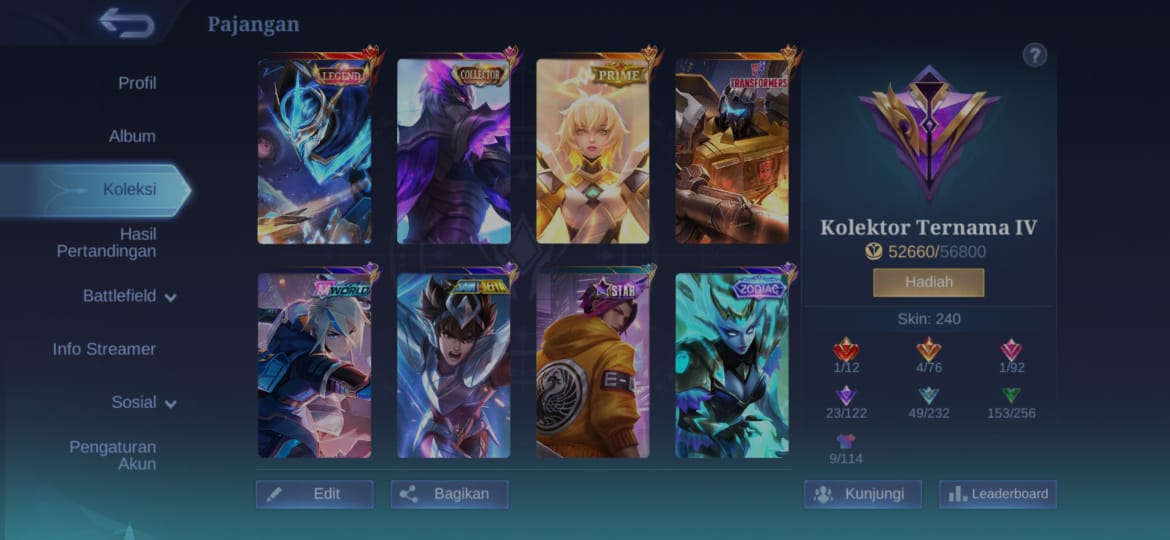 Pajangan
?
Profil
Album
Koleksi
Hasil
Pertandingan
Battlefield
Info Streamer
Sosial
Pengaturan
Akun
LEGEND
COLLECTOR
PRIME
TRANSFORMERS
WORLD
SAINT SEIYA
STAR
ZODIAC
Edit
Bagikan
Kolektor Ternama IV
52660/56800
Hadiah
Skin: 240
1/12
4/76
1/92
23/122
49/232
153/256
9/114
Kunjungi
Leaderboard